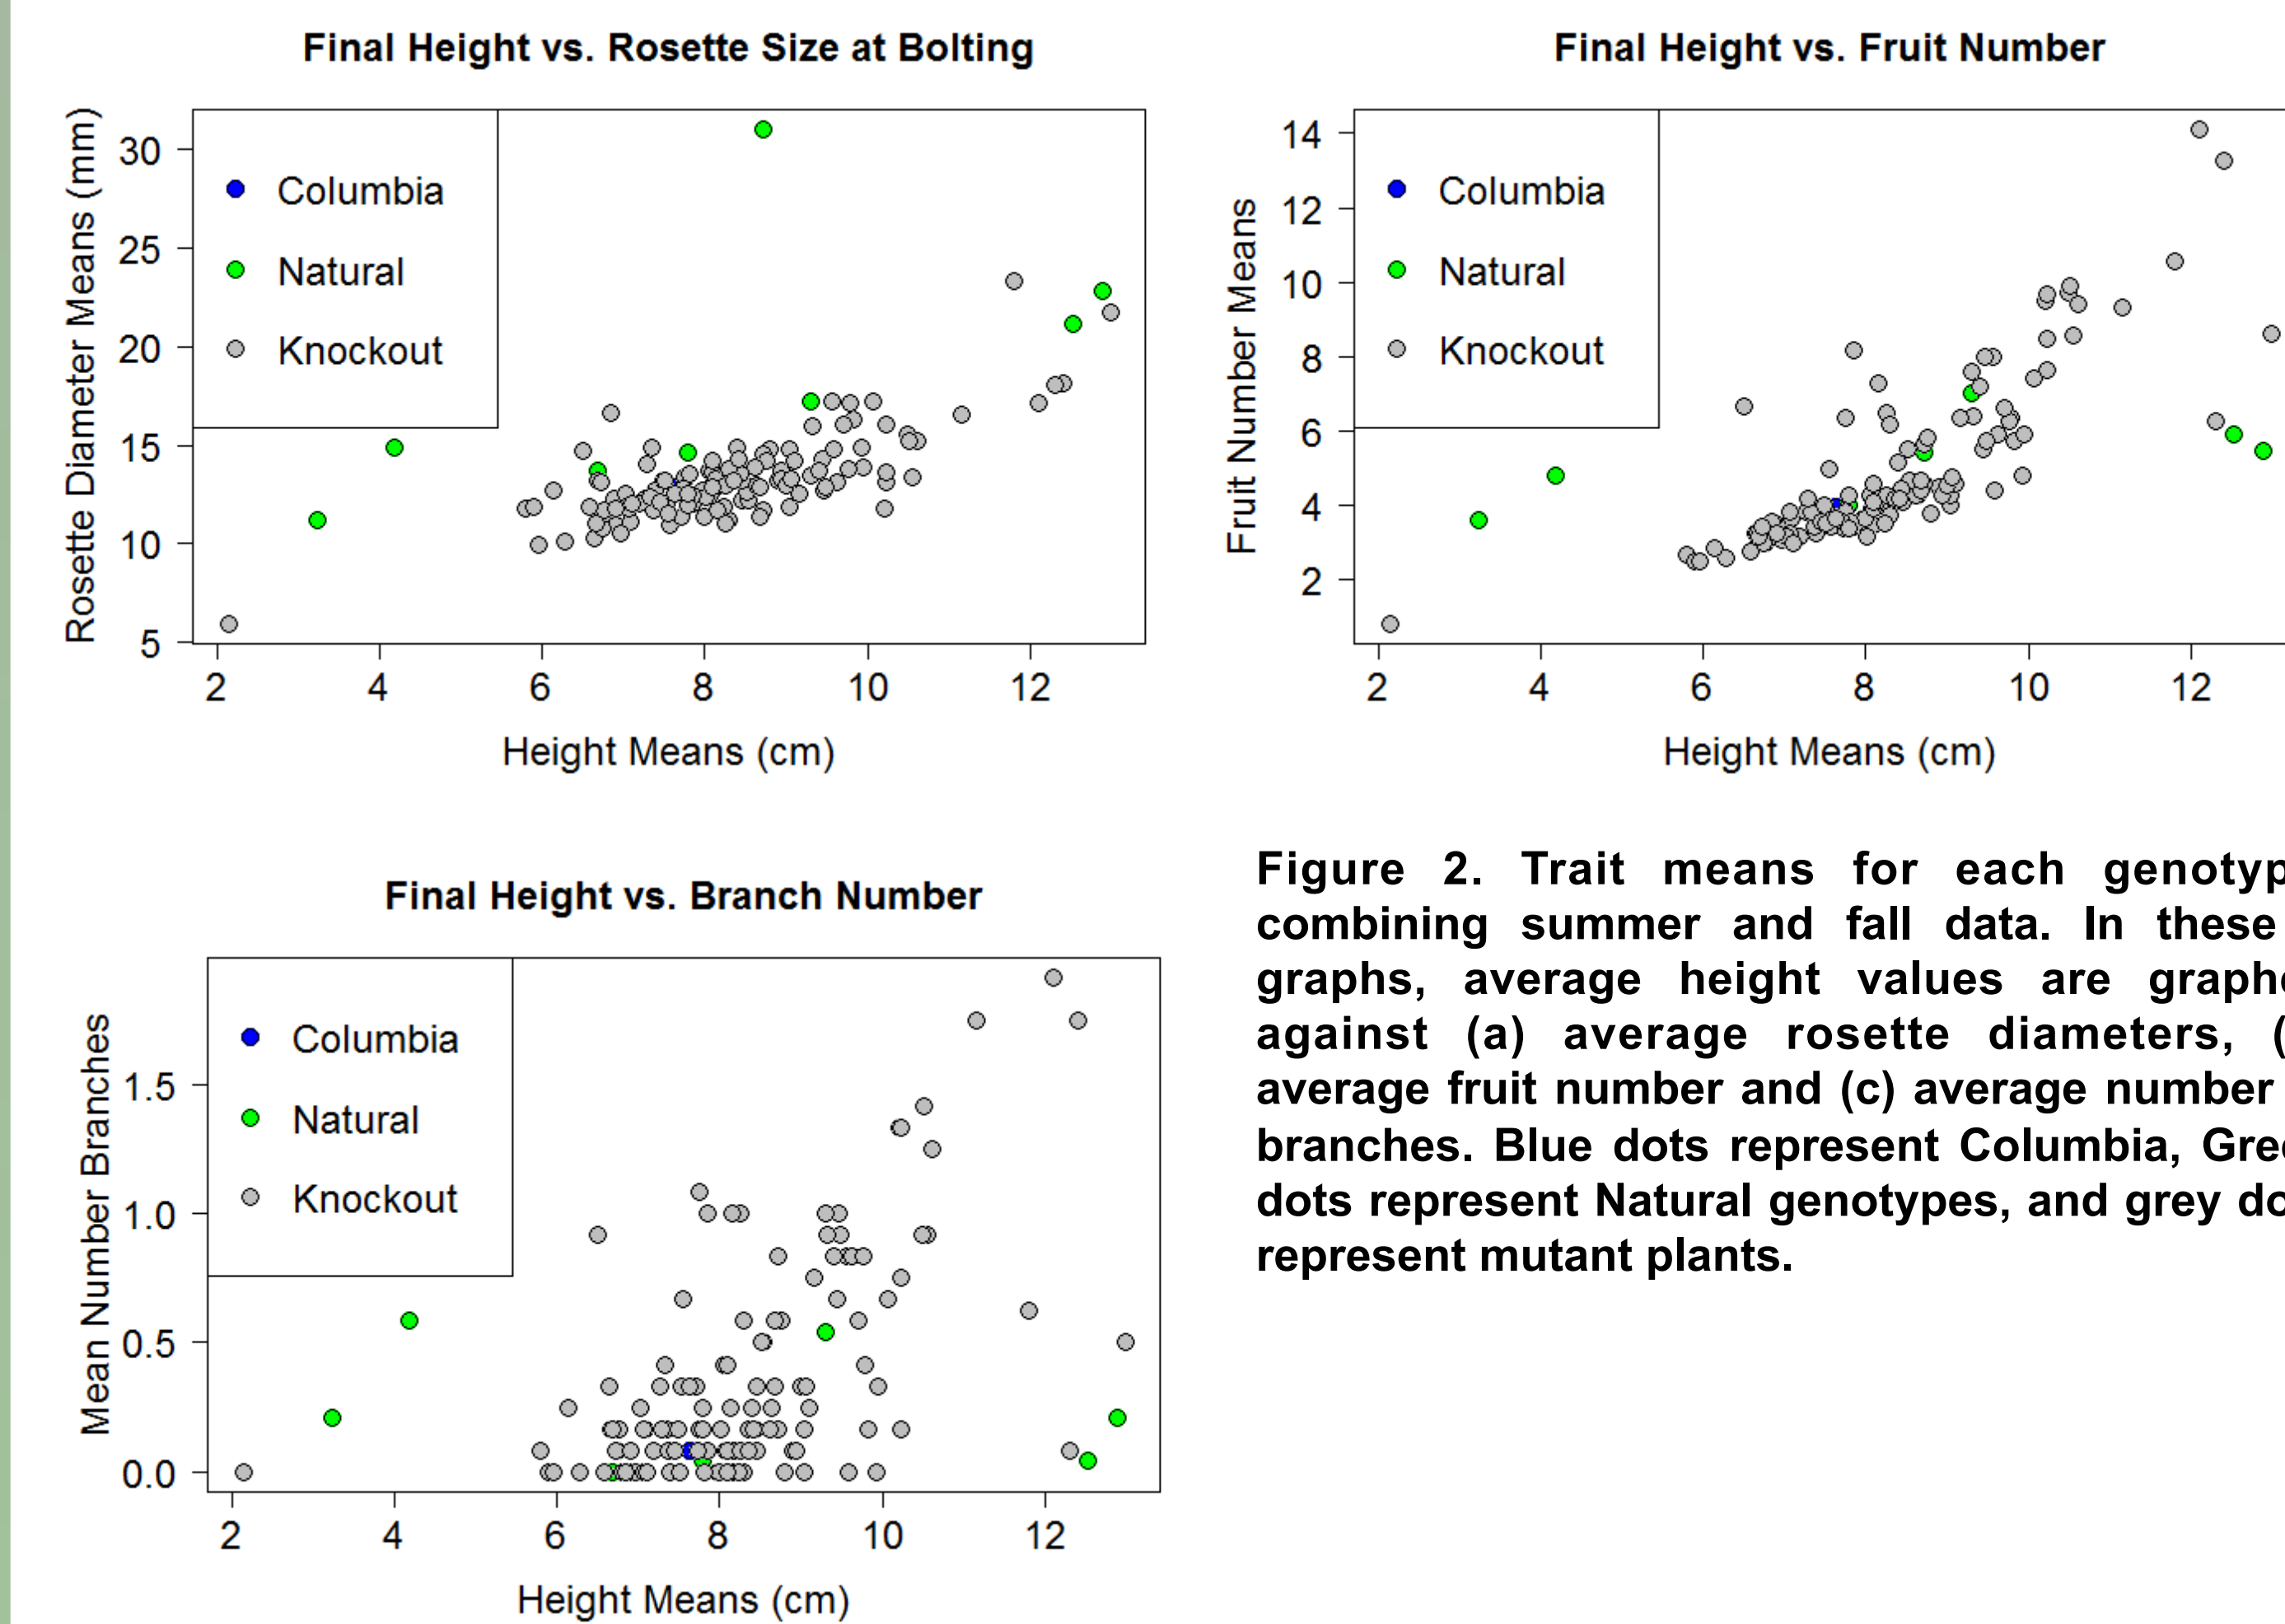 Final Height vs. Rosette Size at Bolting
Rosette Diameter Means (mm)
30
25
20
15
10
5
Columbia
Natural
Knockout
2 4 6 8 10 12
Height Means (cm)
Final Height vs. Fruit Number
Fruit Number Means
14
12
10
8
6
4
2
Columbia
Natural
Knockout
2 4 6 8 10 12
Height Means (cm)
Final Height vs. Branch Number
Mean Number Branches
1.5
1.0
0.5
0.0
Columbia
Natural
Knockout
2 4 6 8 10 12
Height Means (cm)
Figure 2. Trait means for each genotyp
combining summer and fall data. In these
graphs, average height values are graphe
against (a) average rosette diameters, (
average fruit number and (c) average number
branches. Blue dots represent Columbia, Gree
dots represent Natural genotypes, and grey do
represent mutant plants.